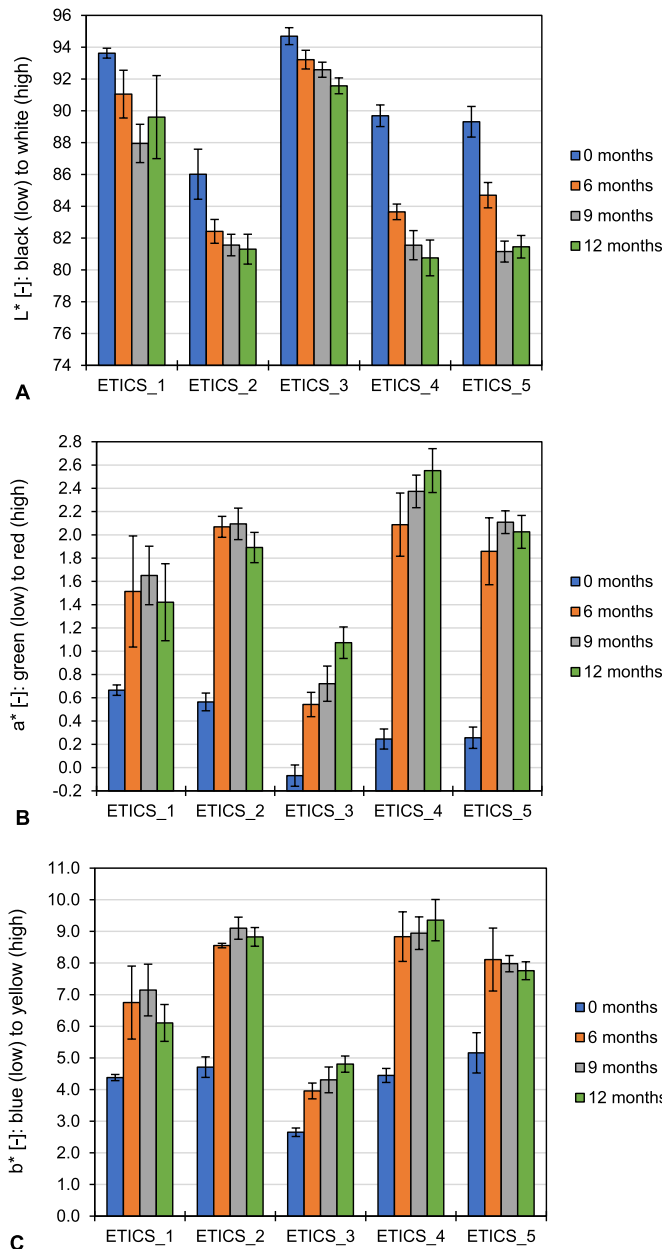 L* [-]: black (low) to white (high)
96
94
92
90
88
86
84
82
80
78
76
74
ETICS_1 ETICS_2 ETICS_3 ETICS_4 ETICS_5
0 months
6 months
9 months
12 months
A
a* [-]: green (low) to red (high)
2.8
2.6
2.4
2.2
2.0
1.8
1.6
1.4
1.2
1.0
0.8
0.6
0.4
0.2
0.0
-0.2
ETICS_1 ETICS_2 ETICS_3 ETICS_4 ETICS_5
0 months
6 months
9 months
12 months
B
b* [-]: blue (low) to yellow (high)
11.0
10.0
9.0
8.0
7.0
6.0
5.0
4.0
3.0
2.0
1.0
0.0
ETICS_1 ETICS_2 ETICS_3 ETICS_4 ETICS_5
0 months
6 months
9 months
12 months
C